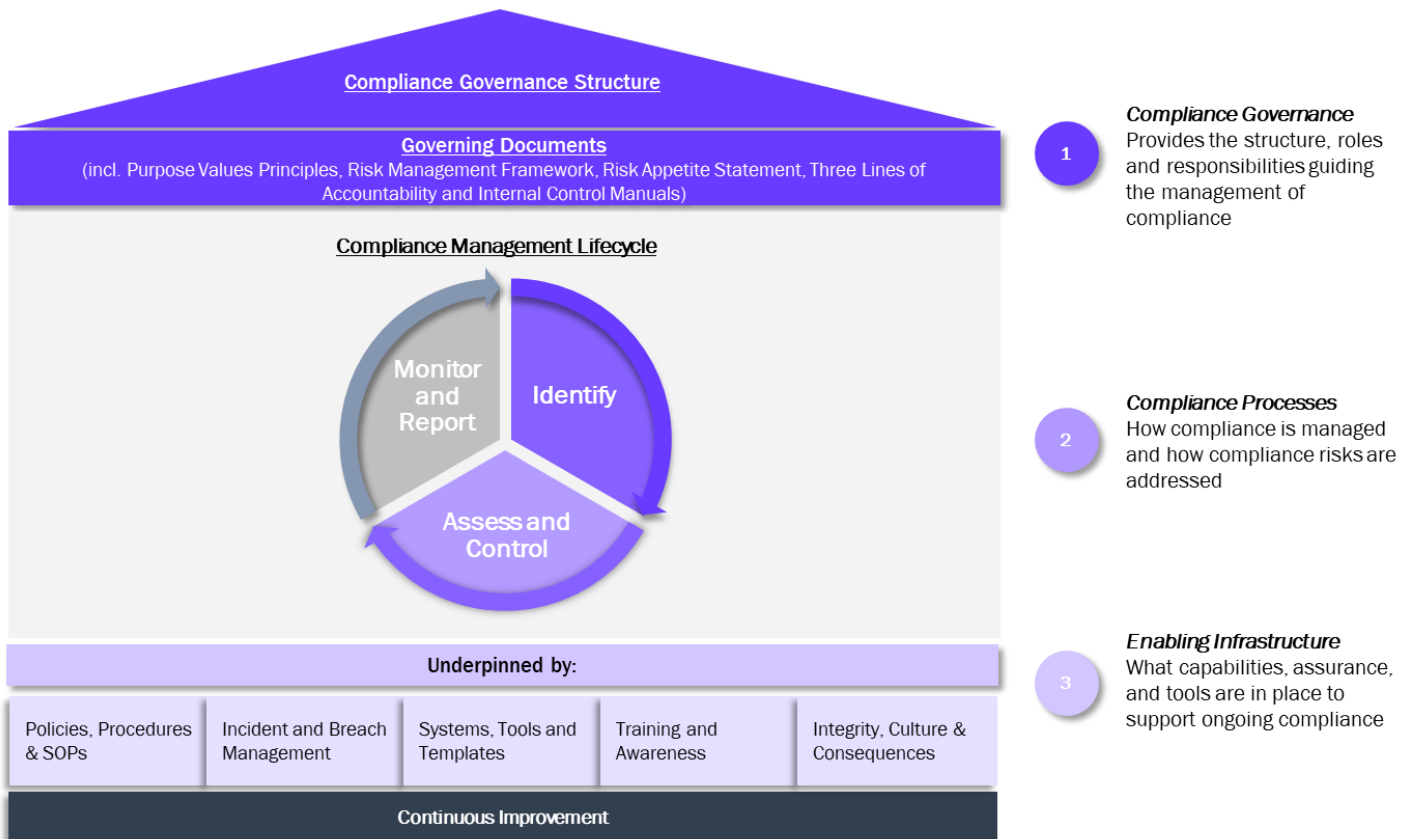 Compliance Governance Structure
Governing Documents
(incl. Purpose Values Principles, Risk Management Framework, Risk Appetite Statement, Three Lines of
Accountability and Internal Control Manuals)
Compliance Management Lifecycle
Monitor
and
Report
Identify
Assess and
Control
Underpinned by:
Policies, Procedures
& SOPs
Incident and Breach
Management
Systems, Tools and
Templates
Training and
Awareness
Integrity, Culture &
Consequences
Continuous Improvement
1
Compliance Governance
Provides the structure, roles
and responsibilities guiding
the management of
compliance
2
Compliance Processes
How compliance is managed
and how compliance risks are
addressed
3
Enabling Infrastructure
What capabilities, assurance,
and tools are in place to
support ongoing compliance